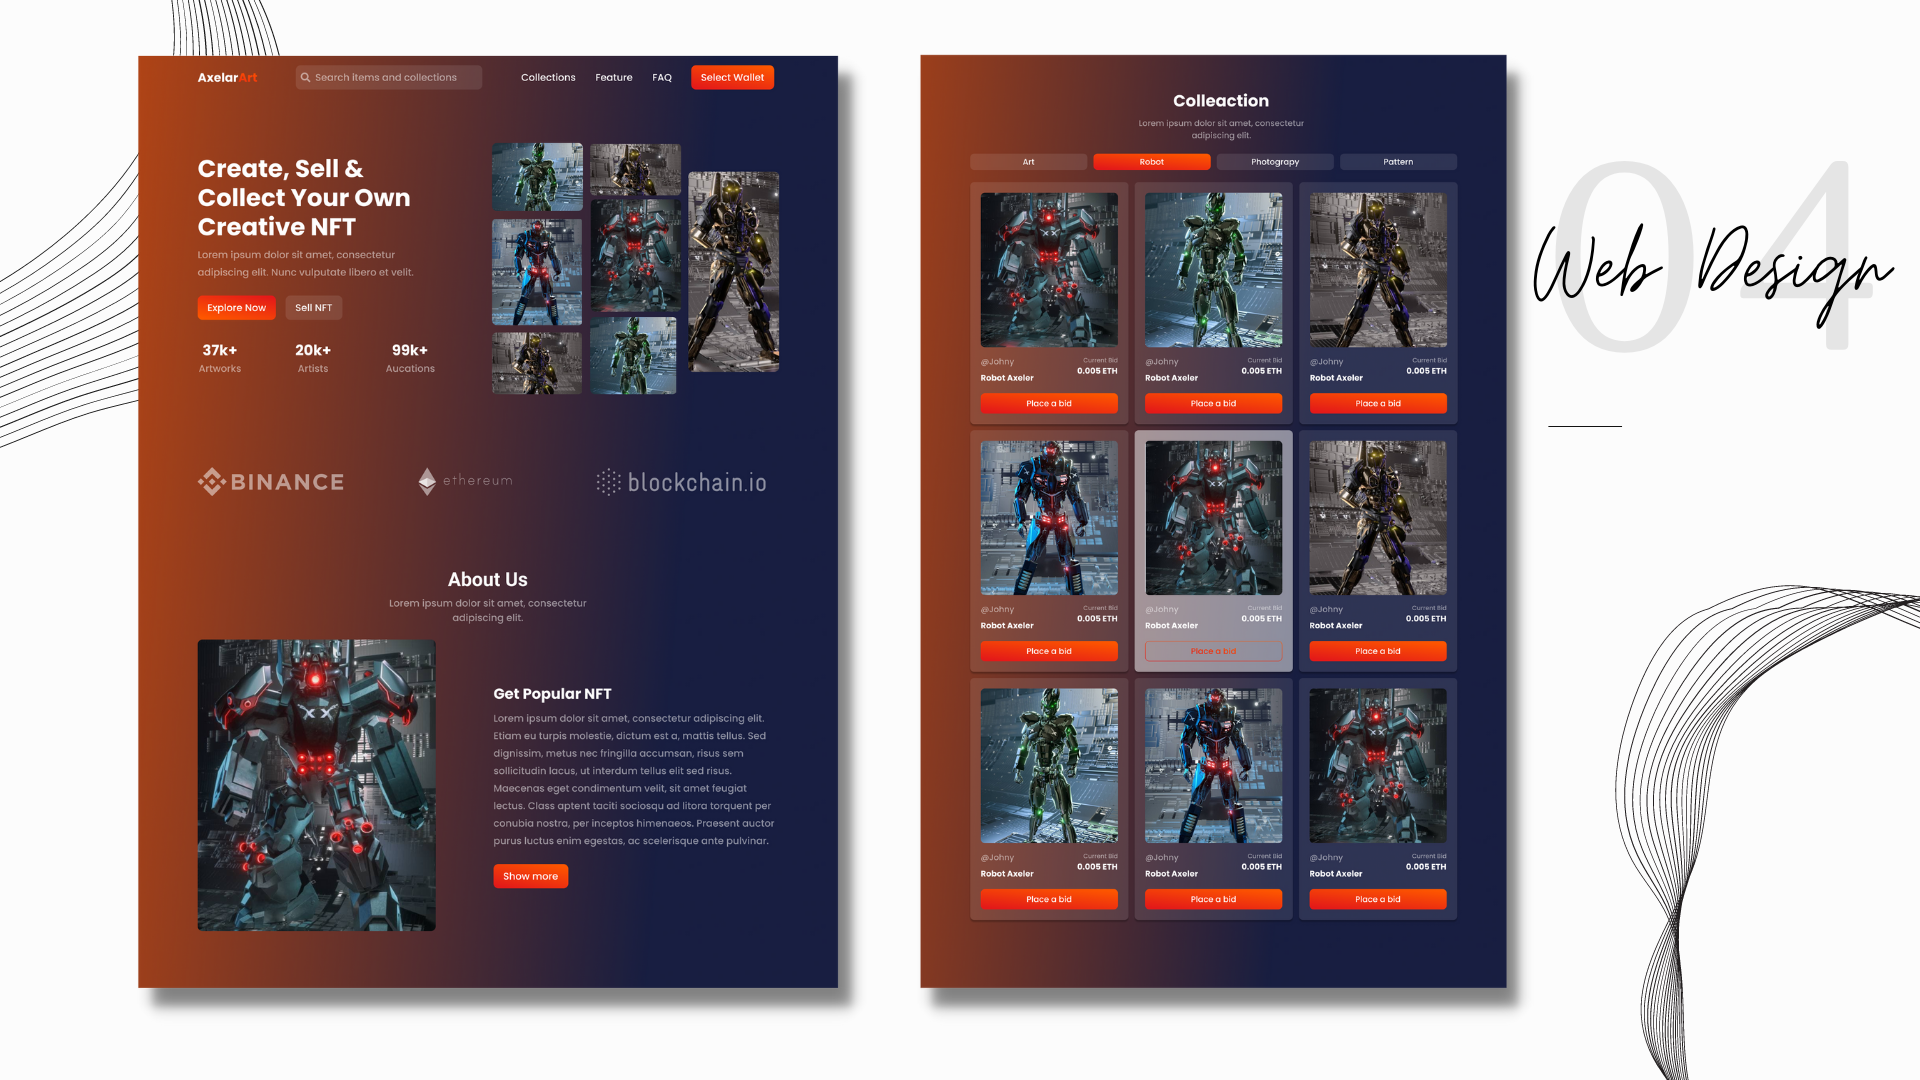 AxelarArt
Search items and collections
Collections
Feature
FAQ
Select Wallet
Create, Sell &
Collect Your Own
Creative NFT
Lorem ipsum dolor sit amet, consectetur
adipiscing elit. Nunc vulputate libero et velit.
Explore Now
Sell NFT
37k+
Artworks
20k+
Artists
99k+
Aucations
BINANCE
ethereum
blockchain.io
About Us
Lorem ipsum dolor sit amet, consectetur
adipiscing elit.
Get Popular NFT
Lorem ipsum dolor sit amet, consectetur adipiscing elit.
Etiam eu turpis molestie, dictum est a, mattis tellus. Sed
dignissim, metus nec fringilla accumsan, risus sem
sollicitudin lacus, ut interdum tellus elit sed risus.
Maecenas eget condimentum velit, sit amet feugiat
lectus. Class aptent taciti sociosqu ad litora torquent per
conubia nostra, per inceptos himenaeos. Praesent auctor
purus luctus enim egestas, ac scelerisque ante pulvinar.
Show more
Colleaction
Lorem ipsum dolor sit amet, consectetur
adipiscing elit.
Art
Robot
Photograpy
Pattern
@Johny
Current Bid
0.005 ETH
Robot Axeler
Place a bid
@Johny
Current Bid
0.005 ETH
Robot Axeler
Place a bid
@Johny
Current Bid
0.005 ETH
Robot Axeler
Place a bid
@Johny
Current Bid
0.005 ETH
Robot Axeler
Place a bid
@Johny
Current Bid
0.005 ETH
Robot Axeler
Place a bid
@Johny
Current Bid
0.005 ETH
Robot Axeler
Place a bid
@Johny
Current Bid
0.005 ETH
Robot Axeler
Place a bid
@Johny
Current Bid
0.005 ETH
Robot Axeler
Place a bid
@Johny
Current Bid
0.005 ETH
Robot Axeler
Place a bid
04
Web Design